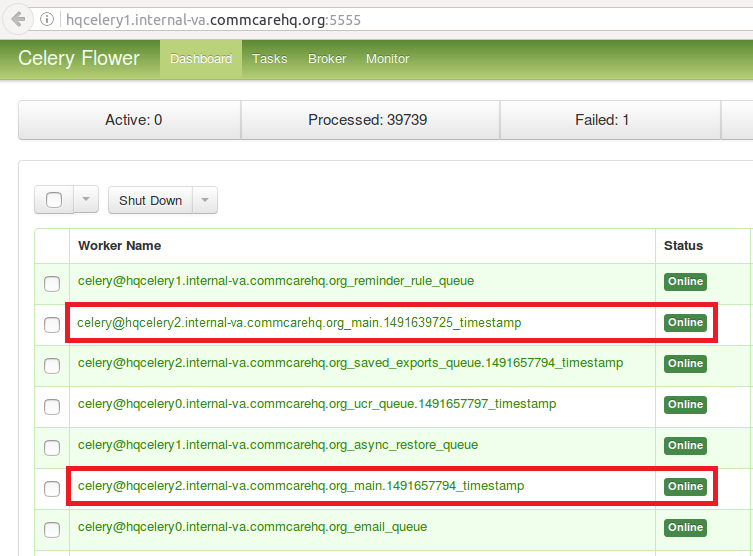 hqcelery1.internal-va.commcarehq.org:5555
Celery Flower Dashboard Tasks Broker Monitor
Active: 0 Processed: 39739 Failed: 1
Shut Down
Worker Name Status
celery@hqcelery1.internal-va.commcarehq.org_reminder_rule_queue Online
celery@hqcelery2.internal-va.commcarehq.org_main.1491639725_timestamp Online
celery@hqcelery2.internal-va.commcarehq.org_saved_exports_queue.1491657794_timestamp Online
celery@hqcelery0.internal-va.commcarehq.org_ucr_queue.1491657797_timestamp Online
celery@hqcelery1.internal-va.commcarehq.org_async_restore_queue Online
celery@hqcelery2.internal-va.commcarehq.org_main.1491657794_timestamp Online
celery@hqcelery0.internal-va.commcarehq.org_email_queue Online